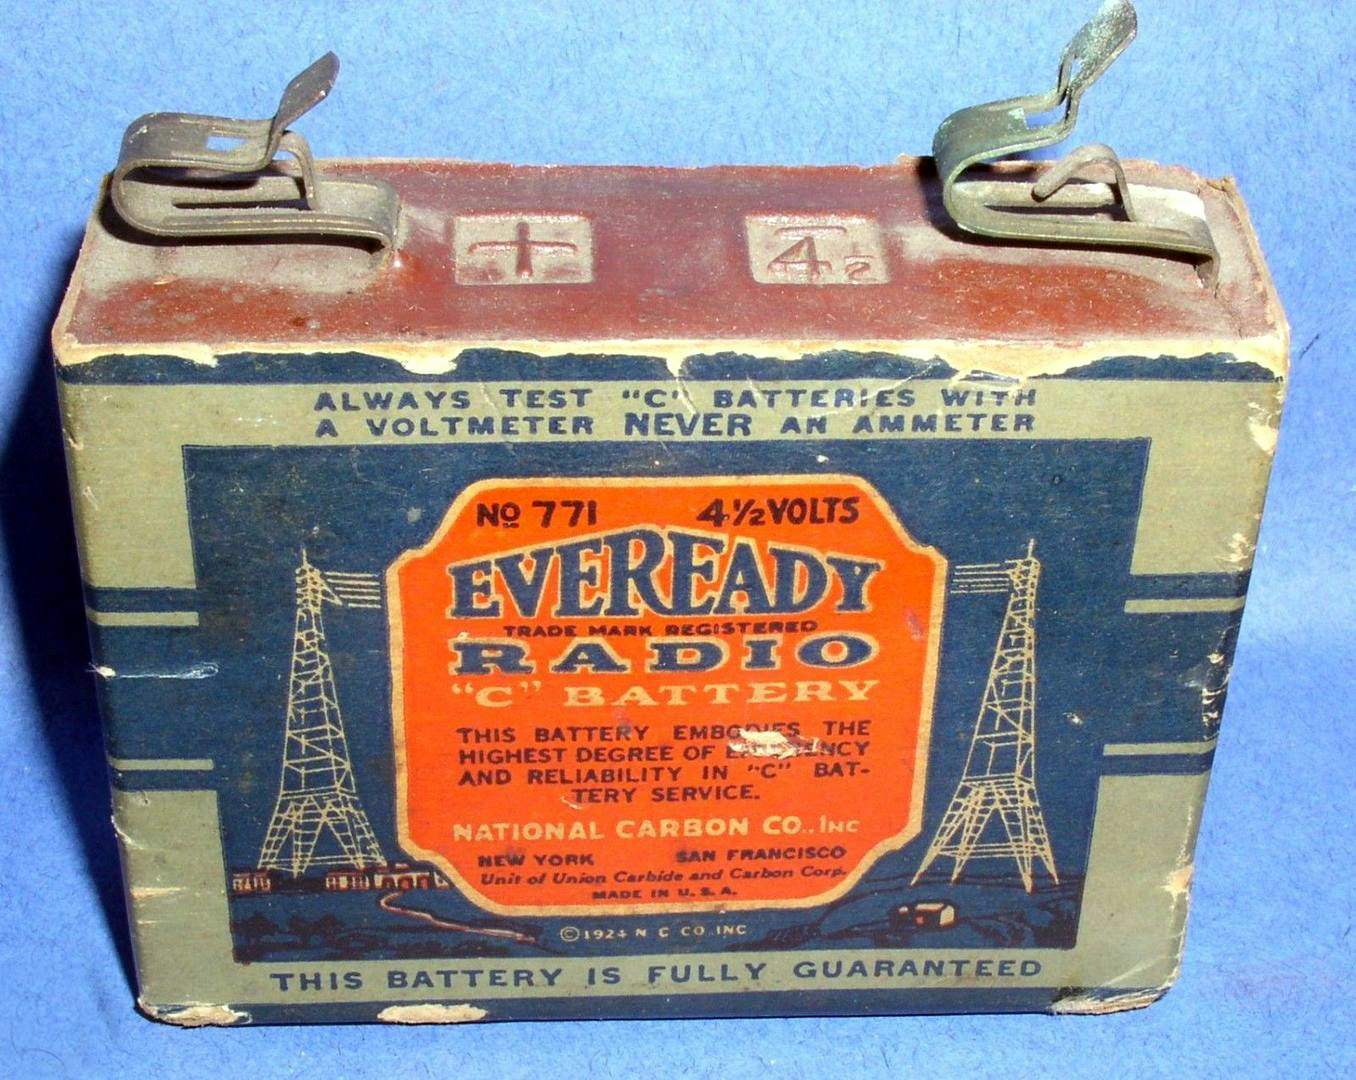 + 4½
ALWAYS TEST "C" BATTERIES WITH
A VOLTMETER NEVER AN AMMETER
No 771 4½ VOLTS
EVEREADY
TRADE MARK REGISTERED
RADIO
"C" BATTERY
THIS BATTERY EMBODIES THE
HIGHEST DEGREE OF
AND RELIABILITY IN "C" BAT-
TERY SERVICE.
NATIONAL CARBON CO., INC
NEW YORK SAN FRANCISCO
Unit of Union Carbide and Carbon Corp.
MADE IN U. S. A.
©1924 N C CO INC
THIS BATTERY IS FULLY GUARANTEED